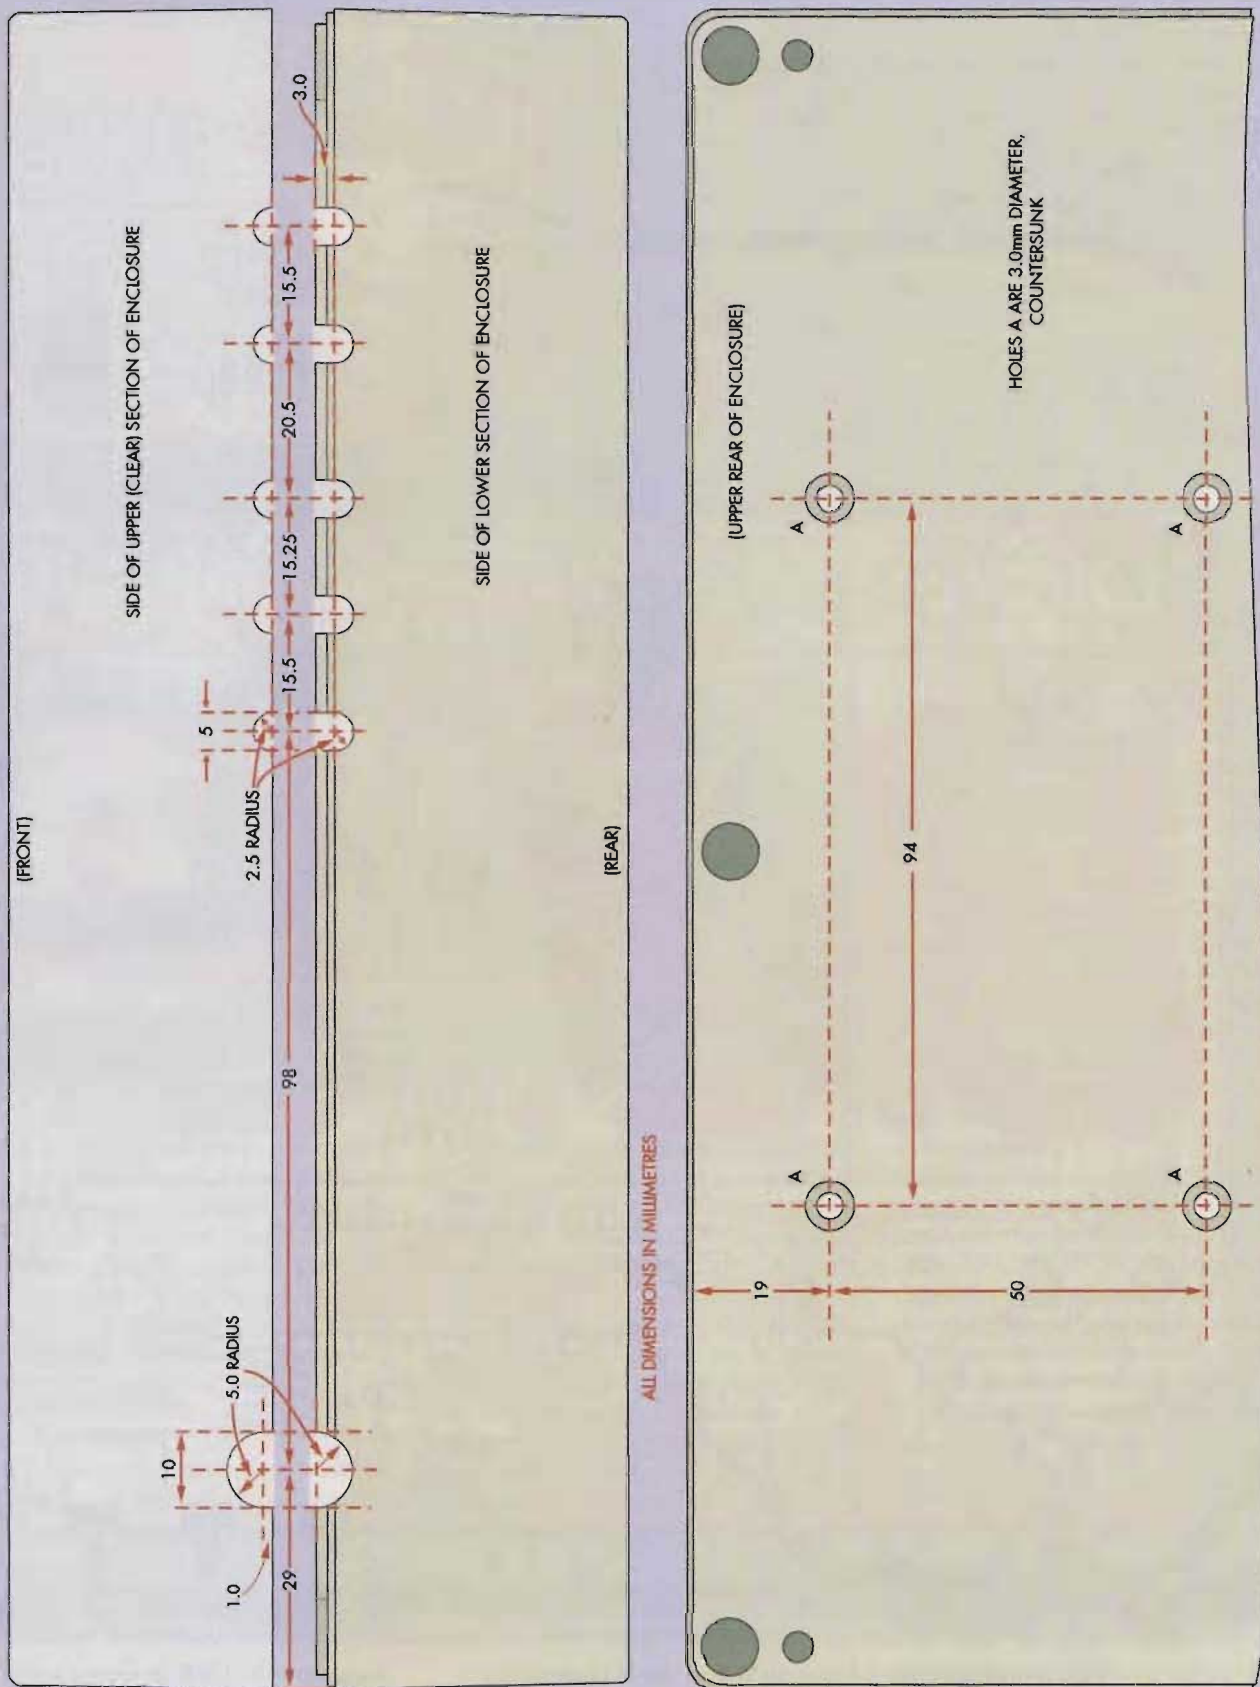 (FRONT)
SIDE OF UPPER (CLEAR) SECTION OF ENCLOSURE
10
5.0 RADIUS
2.5 RADIUS
5
1.0
29
98
15.5
15.25
20.5
15.5
3.0
SIDE OF LOWER SECTION OF ENCLOSURE
(REAR)
ALL DIMENSIONS IN MILLIMETRES
(UPPER REAR OF ENCLOSURE)
19
A
A
94
50
HOLES A ARE 3.0mm DIAMETER,
COUNTERSUNK
A
A